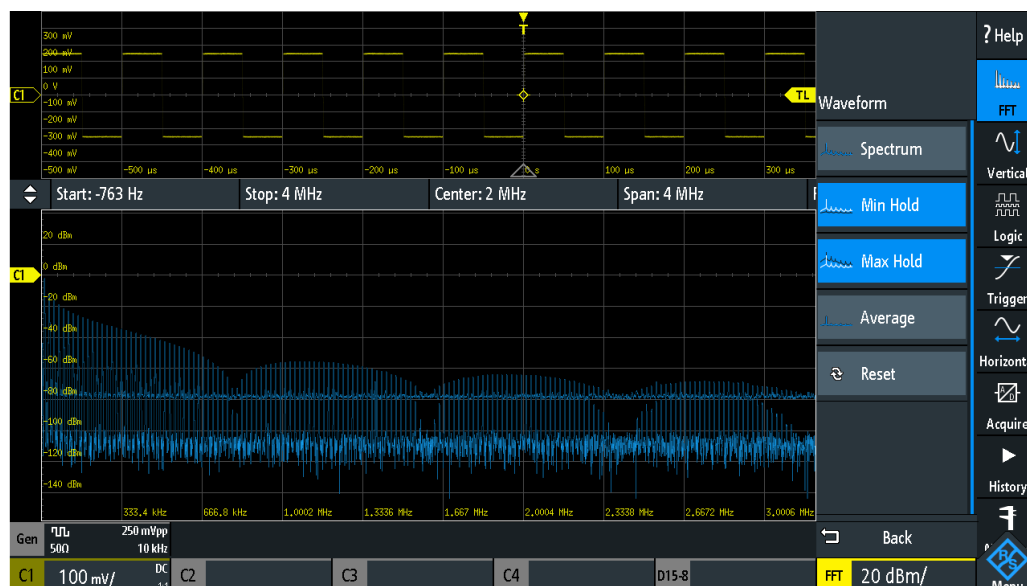 T
300 mV
200 mV
100 mV
0 V
-100 mV
-200 mV
-300 mV
-400 mV
-500 mV
C1
TL
-500 µs
-400 µs
-300 µs
-200 µs
-100 µs
0 s
100 µs
200 µs
300 µs
Start: -763 Hz
Stop: 4 MHz
Center: 2 MHz
Span: 4 MHz
20 dBm
0 dBm
C1
-20 dBm
-40 dBm
-60 dBm
-80 dBm
-100 dBm
-120 dBm
-140 dBm
333.4 kHz
666.8 kHz
1.0002 MHz
1.3336 MHz
1.667 MHz
2.0004 MHz
2.3338 MHz
2.6672 MHz
3.0006 MHz
Waveform
Spectrum
Min Hold
Max Hold
Average
Reset
Back
? Help
FFT
Vertical
Logic
Trigger
Horizont
A
D
Acquire
History
R&S
Menu
Gen
250 mVpp
50Ω
10 kHz
C1
100 mV/
DC
1:1
C2
C3
C4
D15-8
FFT
20 dBm/